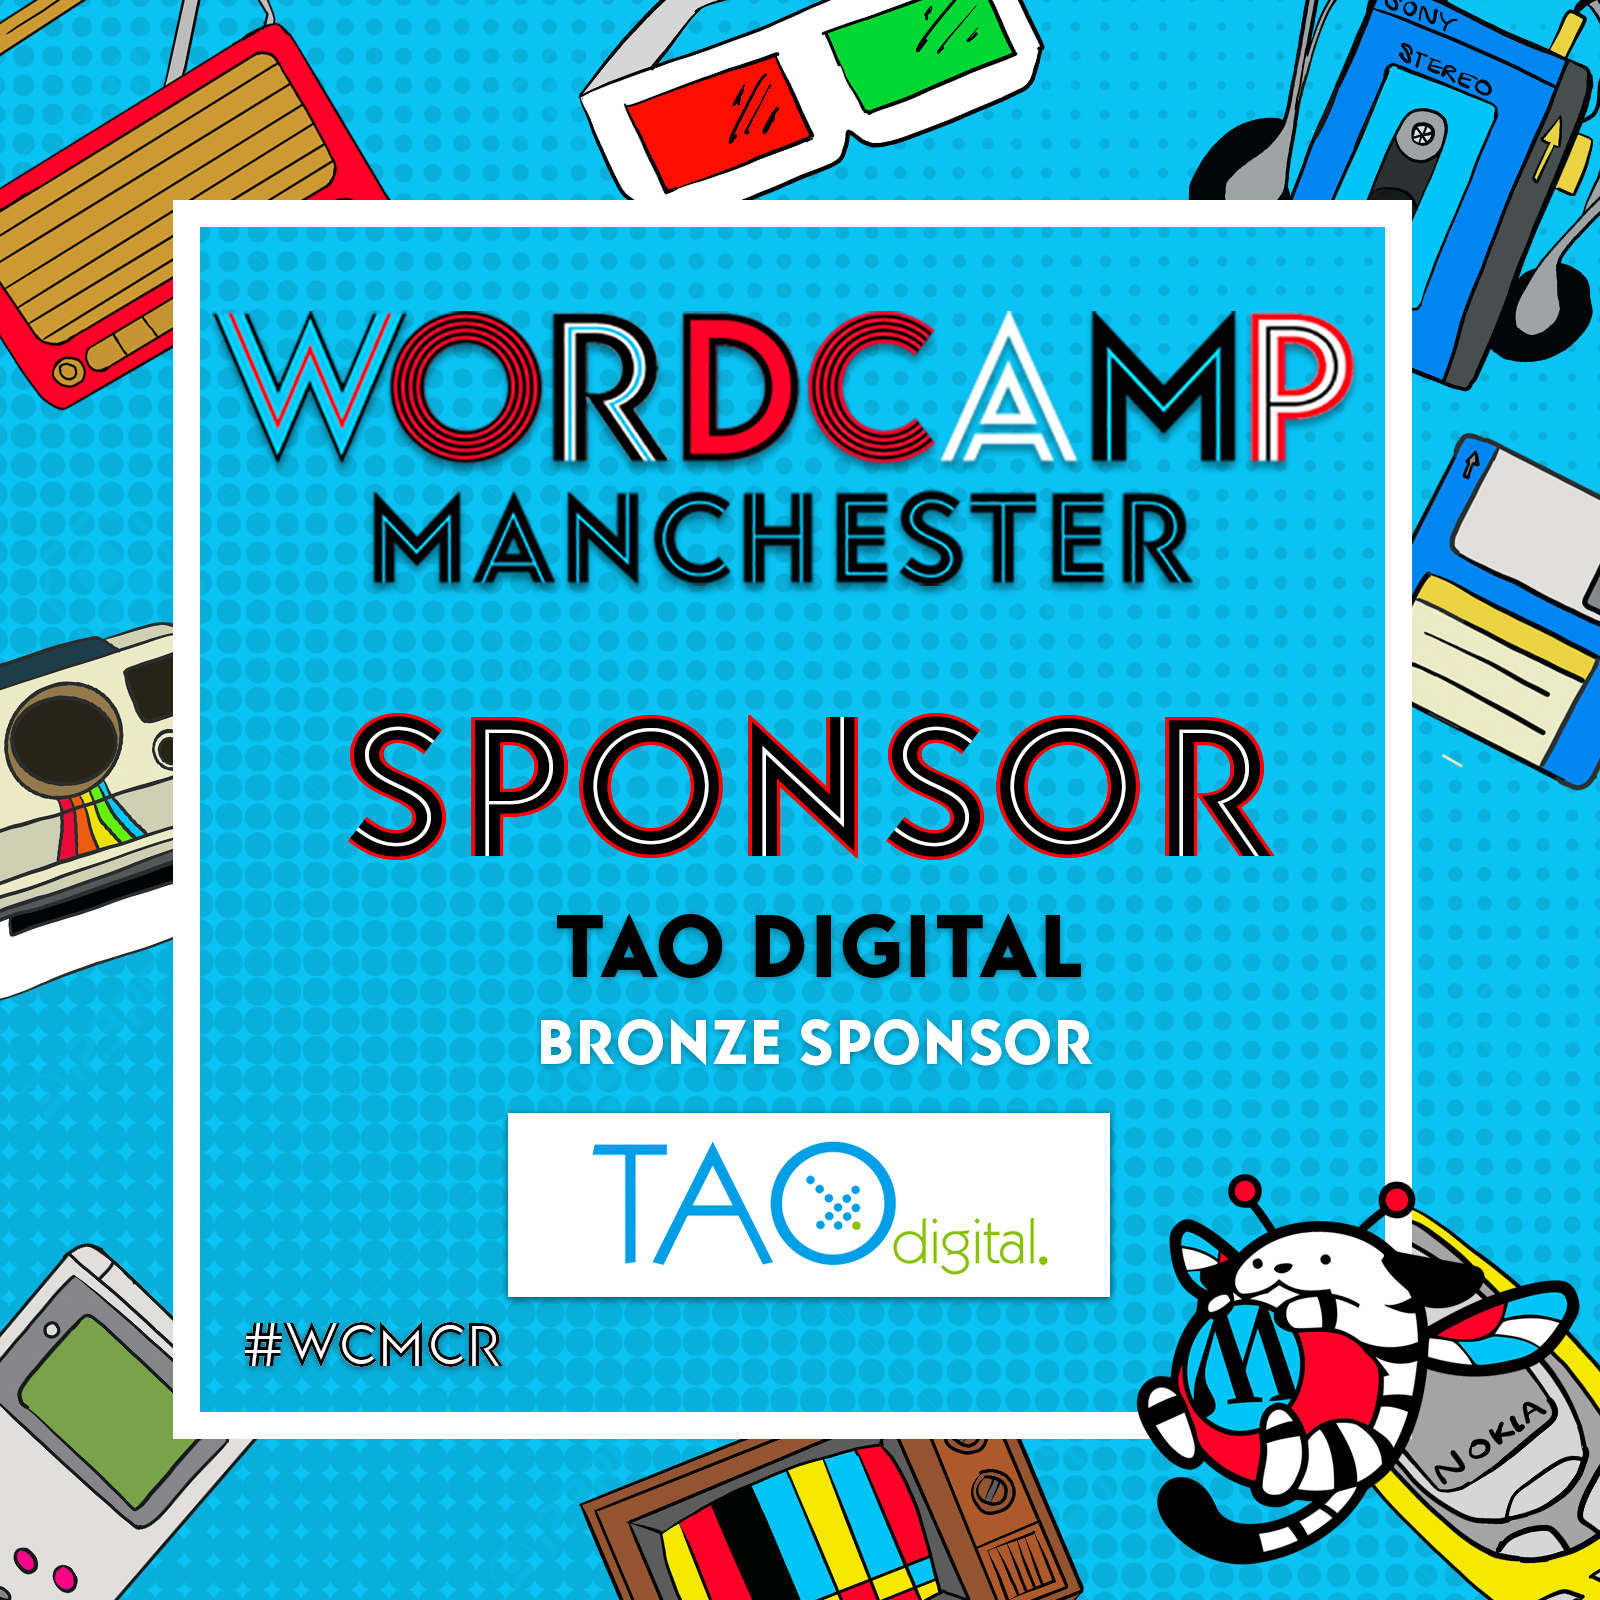 SONY
STEREO
WORDCAMP
MANCHESTER
SPONSOR
TAO DIGITAL
BRONZE SPONSOR
TAO digital.
#WCMCR
W
NOKIA